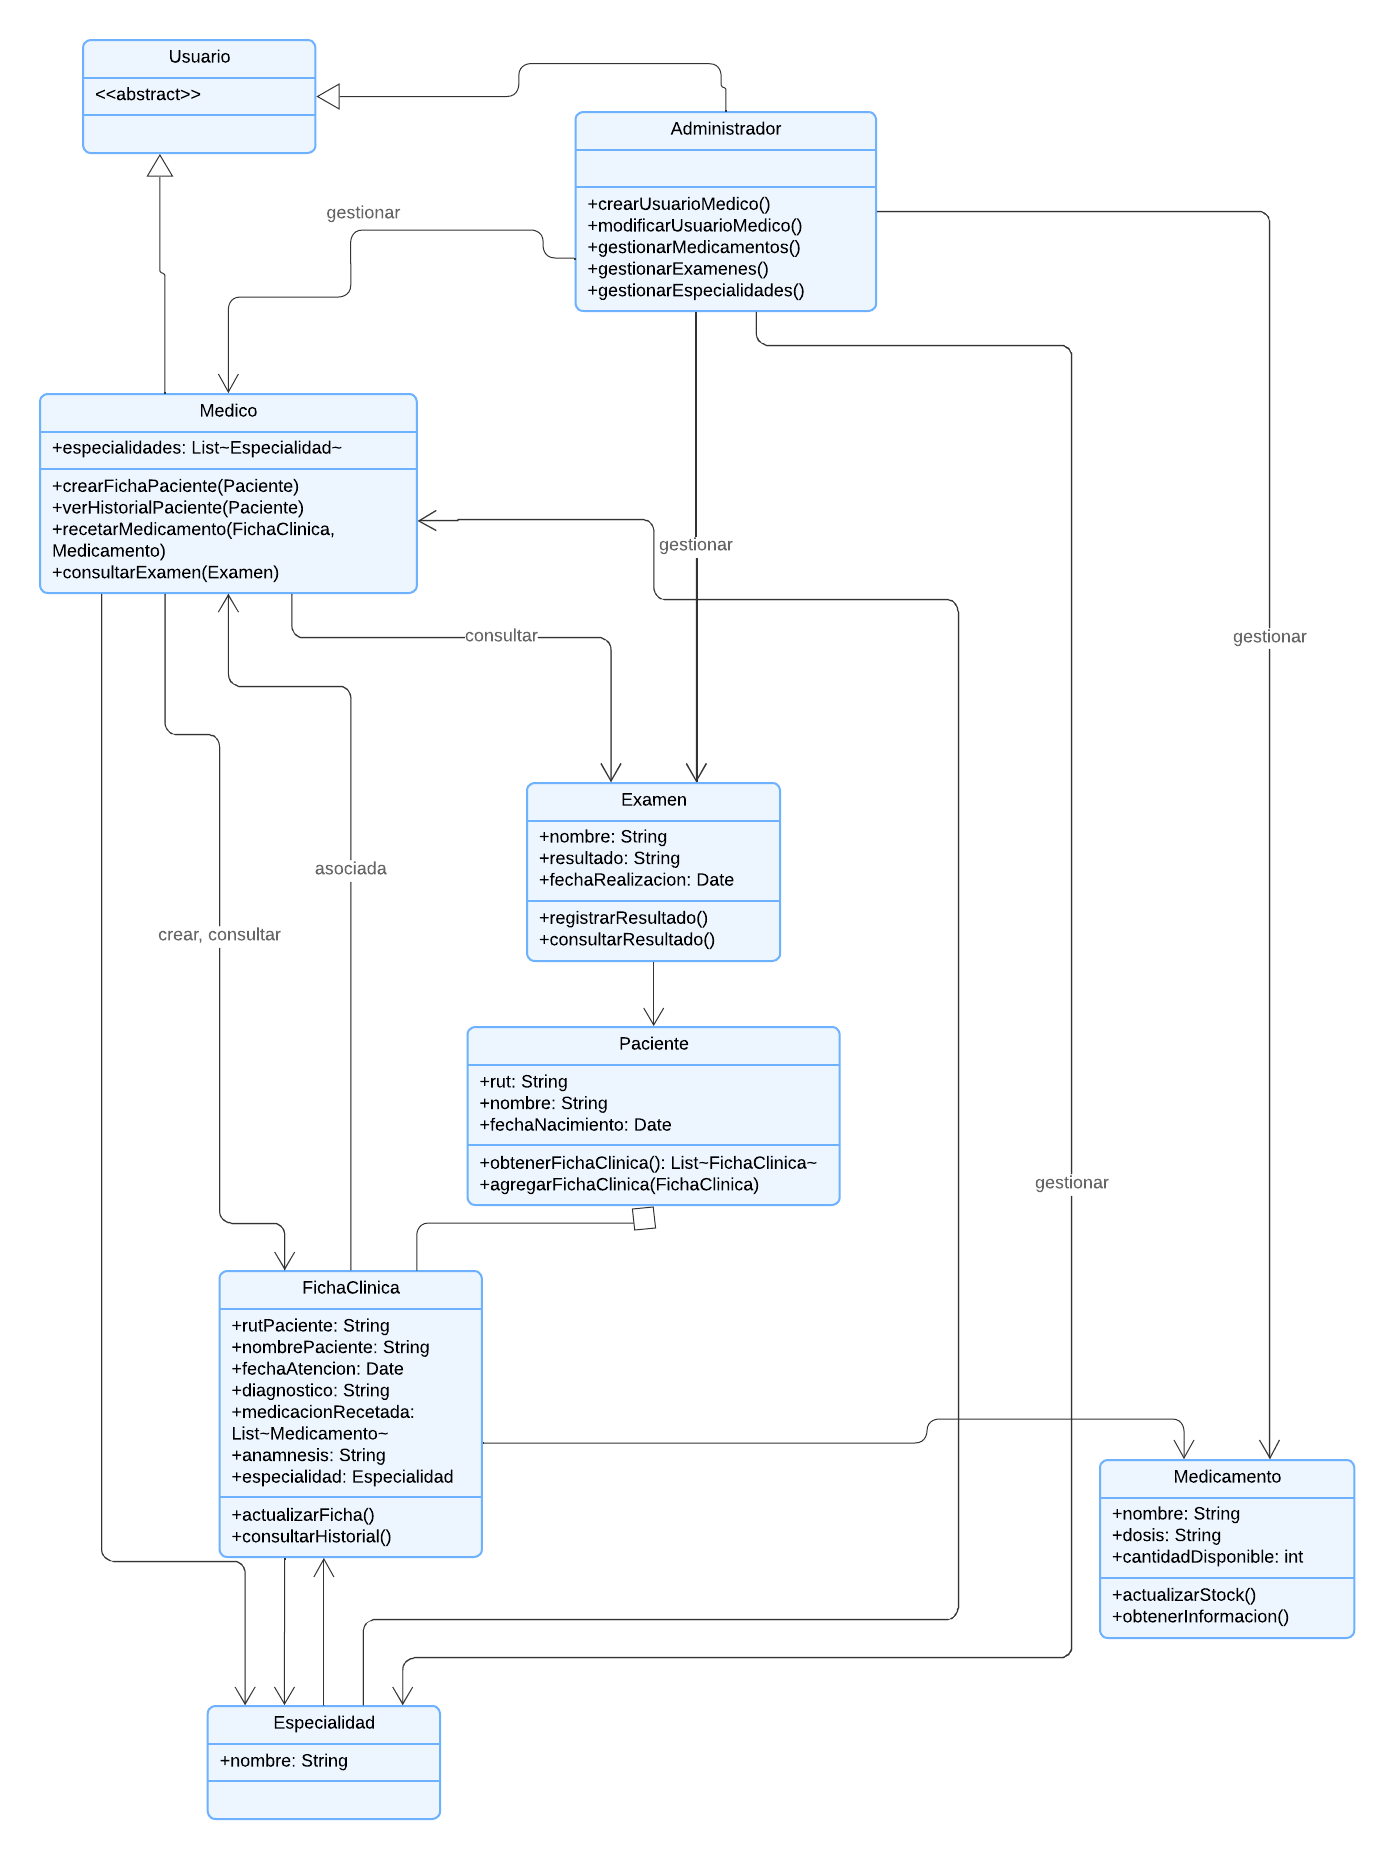 Usuario
<<abstract>>
Administrador
+crearUsuarioMedico()
+modificarUsuarioMedico()
+gestionarMedicamentos()
+gestionarExamenes()
+gestionarEspecialidades()
gestionar
Medico
+especialidades: List~Especialidad~
+crearFichaPaciente(Paciente)
+verHistorialPaciente(Paciente)
+recetarMedicamento(FichaClinica,
Medicamento)
+consultarExamen(Examen)
gestionar
consultar
gestionar
Examen
+nombre: String
+resultado: String
+fechaRealizacion: Date
+registrarResultado()
+consultarResultado()
asociada
crear, consultar
Paciente
+rut: String
+nombre: String
+fechaNacimiento: Date
+obtenerFichaClinica(): List~FichaClinica~
+agregarFichaClinica(FichaClinica)
gestionar
FichaClinica
+rutPaciente: String
+nombrePaciente: String
+fechaAtencion: Date
+diagnostico: String
+medicacionRecetada:
List~Medicamento~
+anamnesis: String
+especialidad: Especialidad
+actualizarFicha()
+consultarHistorial()
Medicamento
+nombre: String
+dosis: String
+cantidadDisponible: int
+actualizarStock()
+obtenerInformacion()
Especialidad
+nombre: String